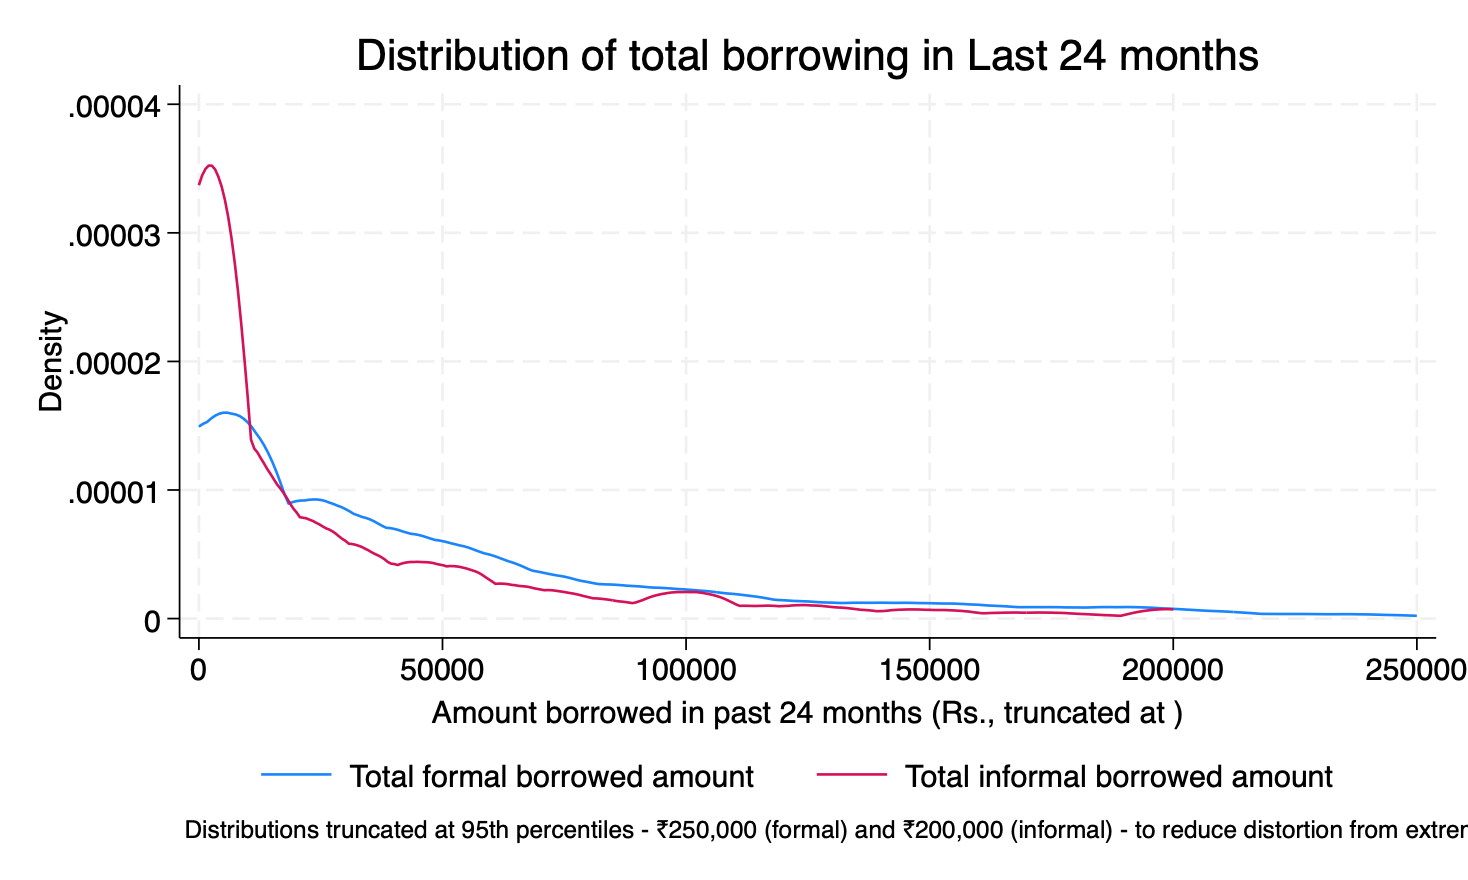 Distribution of total borrowing in Last 24 months
.00004
.00003
.00002
.00001
0
Density
0 50000 100000 150000 200000 250000
Amount borrowed in past 24 months (Rs., truncated at )
Total formal borrowed amount Total informal borrowed amount
Distributions truncated at 95th percentiles - ₹250,000 (formal) and ₹200,000 (informal) - to reduce distortion from